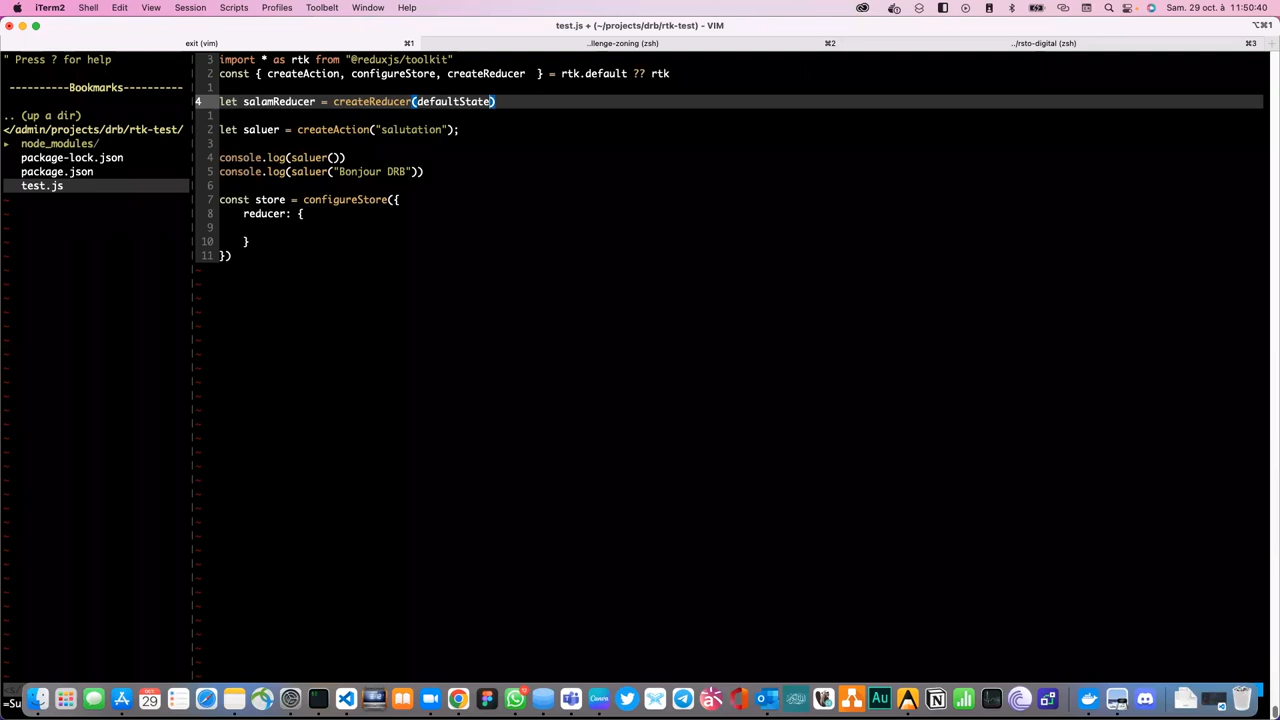 iTerm2 Shell Edit View Session Scripts Profiles Toolbelt Window Help
Sam 29 oct. à 11:50:40
test.js + (~/projects/drb/rtk-test) - VIM
⌥⌘1
exit (vim) ⌘1
..llenge-zoning (zsh) ⌘2
../rsto-digital (zsh) ⌘3
" Press ? for help
----------Bookmarks----------
.. (up a dir)
</admin/projects/drb/rtk-test/
▸ node_modules/
package-lock.json
package.json
test.js
3 import * as rtk from "@reduxjs/toolkit"
2 const { createAction, configureStore, createReducer  } = rtk.default ?? rtk
1
4 let salamReducer = createReducer(defaultState)
1
2 let saluer = createAction("salutation");
3
4 console.log(saluer())
5 console.log(saluer("Bonjour DRB"))
6
7 const store = configureStore({
8     reducer: {
9
10     }
11 })
=Su
OCT
29
Au